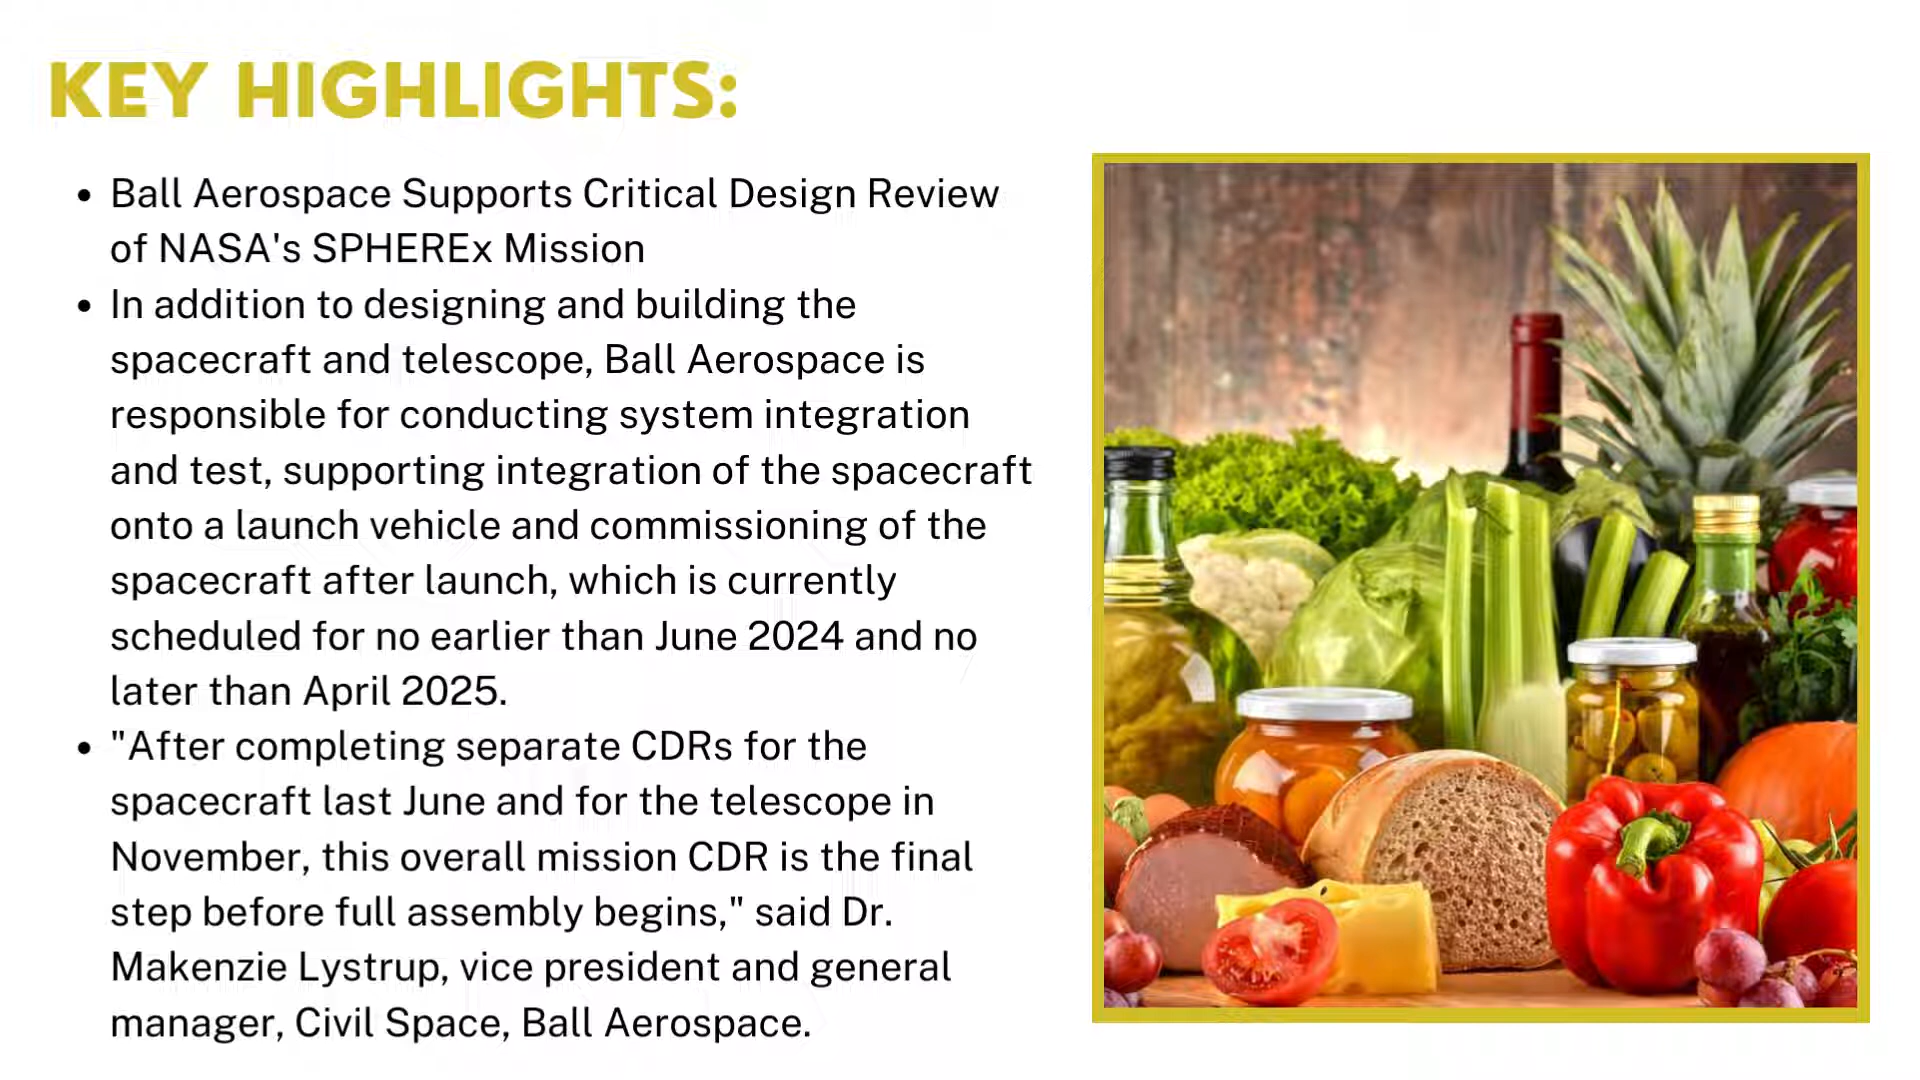 KEY HIGHLIGHTS:
• Ball Aerospace Supports Critical Design Review
of NASA's SPHEREx Mission
• In addition to designing and building the
spacecraft and telescope, Ball Aerospace is
responsible for conducting system integration
and test, supporting integration of the spacecraft
onto a launch vehicle and commissioning of the
spacecraft after launch, which is currently
scheduled for no earlier than June 2024 and no
later than April 2025.
• "After completing separate CDRs for the
spacecraft last June and for the telescope in
November, this overall mission CDR is the final
step before full assembly begins," said Dr.
Makenzie Lystrup, vice president and general
manager, Civil Space, Ball Aerospace.